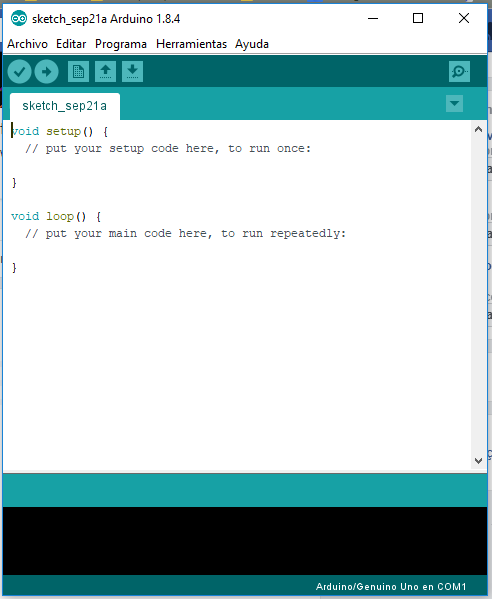 sketch_sep21a Arduino 1.8.4
Archivo Editar Programa Herramientas Ayuda
sketch_sep21a
void setup() {
// put your setup code here, to run once:
}
void loop() {
// put your main code here, to run repeatedly:
}
Arduino/Genuino Uno en COM1